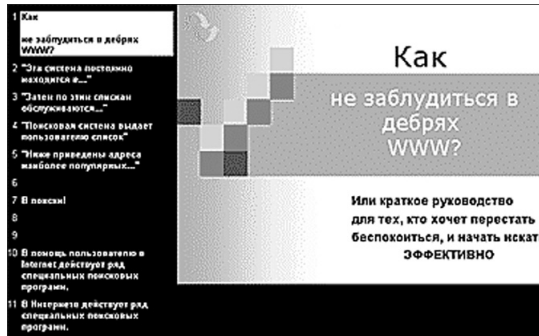 1 Как
не заблудиться в дебрях
WWW?
2 "Эта система постоянно
находится в..."
3 "Затем по этим спискам
обслуживаются..."
4 "Поисковая система выдает
пользователю список"
5 "Ниже приведены адреса
наиболее популярных..."
6
7 В поиски!
8
9
10 В помощь пользователю в
Internet действует ряд
специальных поисковых
программ.
11 В Интернете действует ряд
специальных поисковых
программ.
Как
не заблудиться в
дебрях
WWW?
Или краткое руководство
для тех, кто хочет перестать
беспокоиться, и начать искат
ЭФФЕКТИВНО